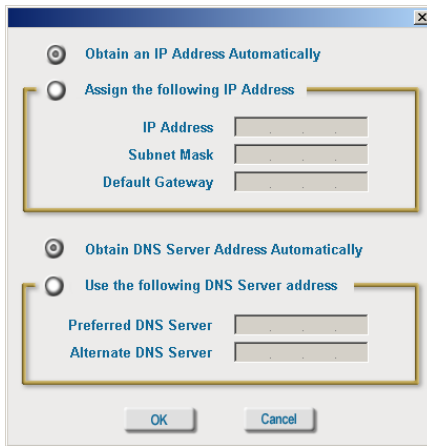 Obtain an IP Address Automatically
Assign the following IP Address
IP Address
Subnet Mask
Default Gateway
Obtain DNS Server Address Automatically
Use the following DNS Server address
Preferred DNS Server
Alternate DNS Server
OK Cancel